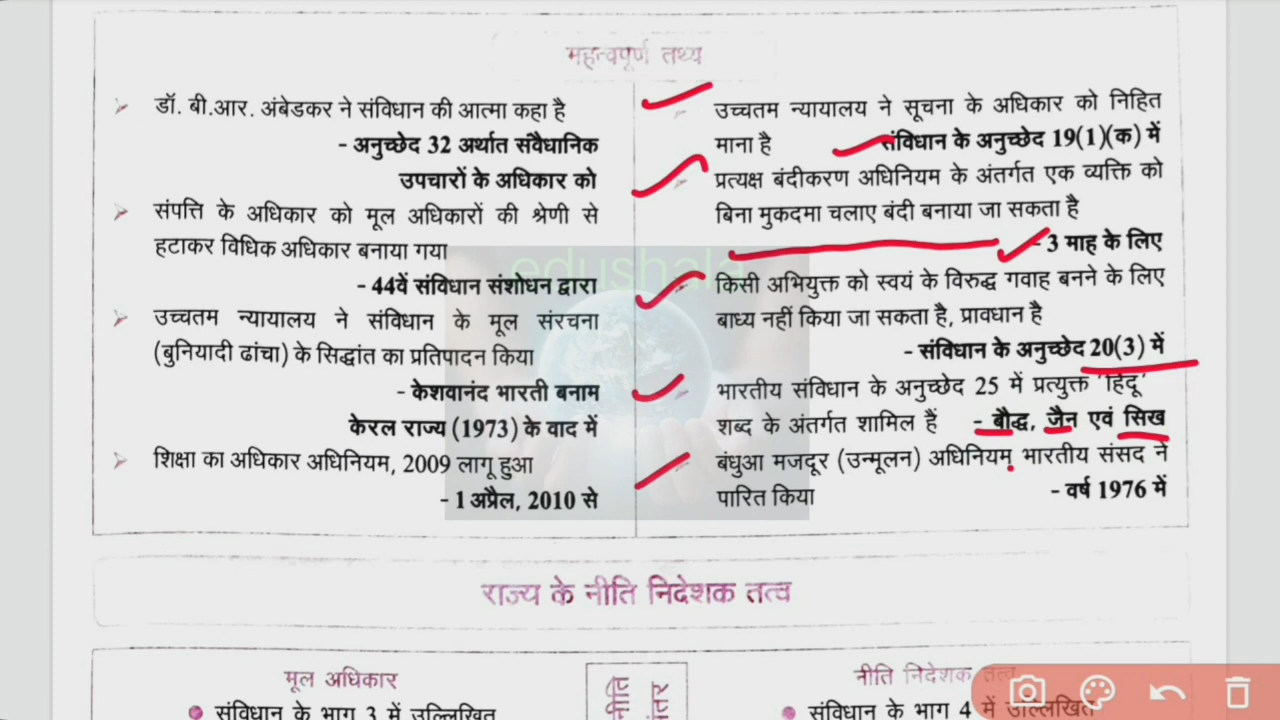 महत्वपूर्ण तथ्य
डॉ. बी.आर. अंबेडकर ने संविधान की आत्मा कहा है
- अनुच्छेद 32 अर्थात संवैधानिक
उपचारों के अधिकार को
संपत्ति के अधिकार को मूल अधिकारों की श्रेणी से
हटाकर विधिक अधिकार बनाया गया
- 44वें संविधान संशोधन द्वारा
उच्चतम न्यायालय ने संविधान के मूल संरचना
(बुनियादी ढांचा) के सिद्धांत का प्रतिपादन किया
- केशवानंद भारती बनाम
केरल राज्य (1973) के वाद में
शिक्षा का अधिकार अधिनियम, 2009 लागू हुआ
- 1 अप्रैल, 2010 से
उच्चतम न्यायालय ने सूचना के अधिकार को निहित
माना है संविधान के अनुच्छेद 19(1)(क) में
प्रत्यक्ष बंदीकरण अधिनियम के अंतर्गत एक व्यक्ति को
बिना मुकदमा चलाए बंदी बनाया जा सकता है
- 3 माह के लिए
किसी अभियुक्त को स्वयं के विरुद्ध गवाह बनने के लिए
बाध्य नहीं किया जा सकता है, प्रावधान है
- संविधान के अनुच्छेद 20(3) में
भारतीय संविधान के अनुच्छेद 25 में प्रत्युक्त 'हिंदू'
शब्द के अंतर्गत शामिल हैं - बौद्ध, जैन एवं सिख
बंधुआ मजदूर (उन्मूलन) अधिनियम भारतीय संसद ने
पारित किया - वर्ष 1976 में
edushala
राज्य के नीति निदेशक तत्व
मूल अधिकार
संविधान के भाग 3 में उल्लिखित
नीति
अंतर
नीति निदेशक तत्व
संविधान के भाग 4 में उल्लिखित